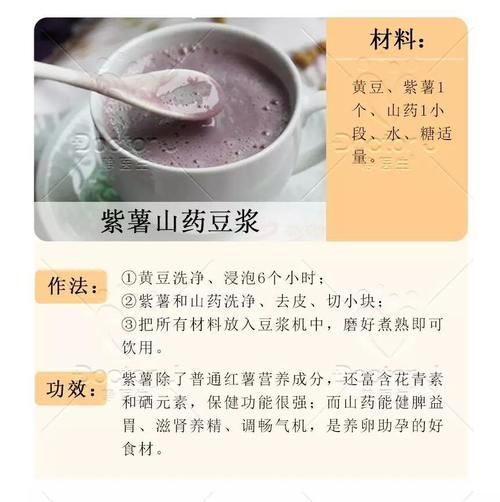 材料：
黄豆、紫薯1
个、山药1小
段、水、糖适
量。
紫薯山药豆浆
作法：
①黄豆洗净、浸泡6个小时；
②紫薯和山药洗净、去皮、切小块；
③把所有材料放入豆浆机中，磨好煮熟即可
饮用。
功效：
紫薯除了普通红薯营养成分，还富含花青素
和硒元素，保健功能很强；而山药能健脾益
胃、滋肾养精、调畅气机，是养卵助孕的好
食材。